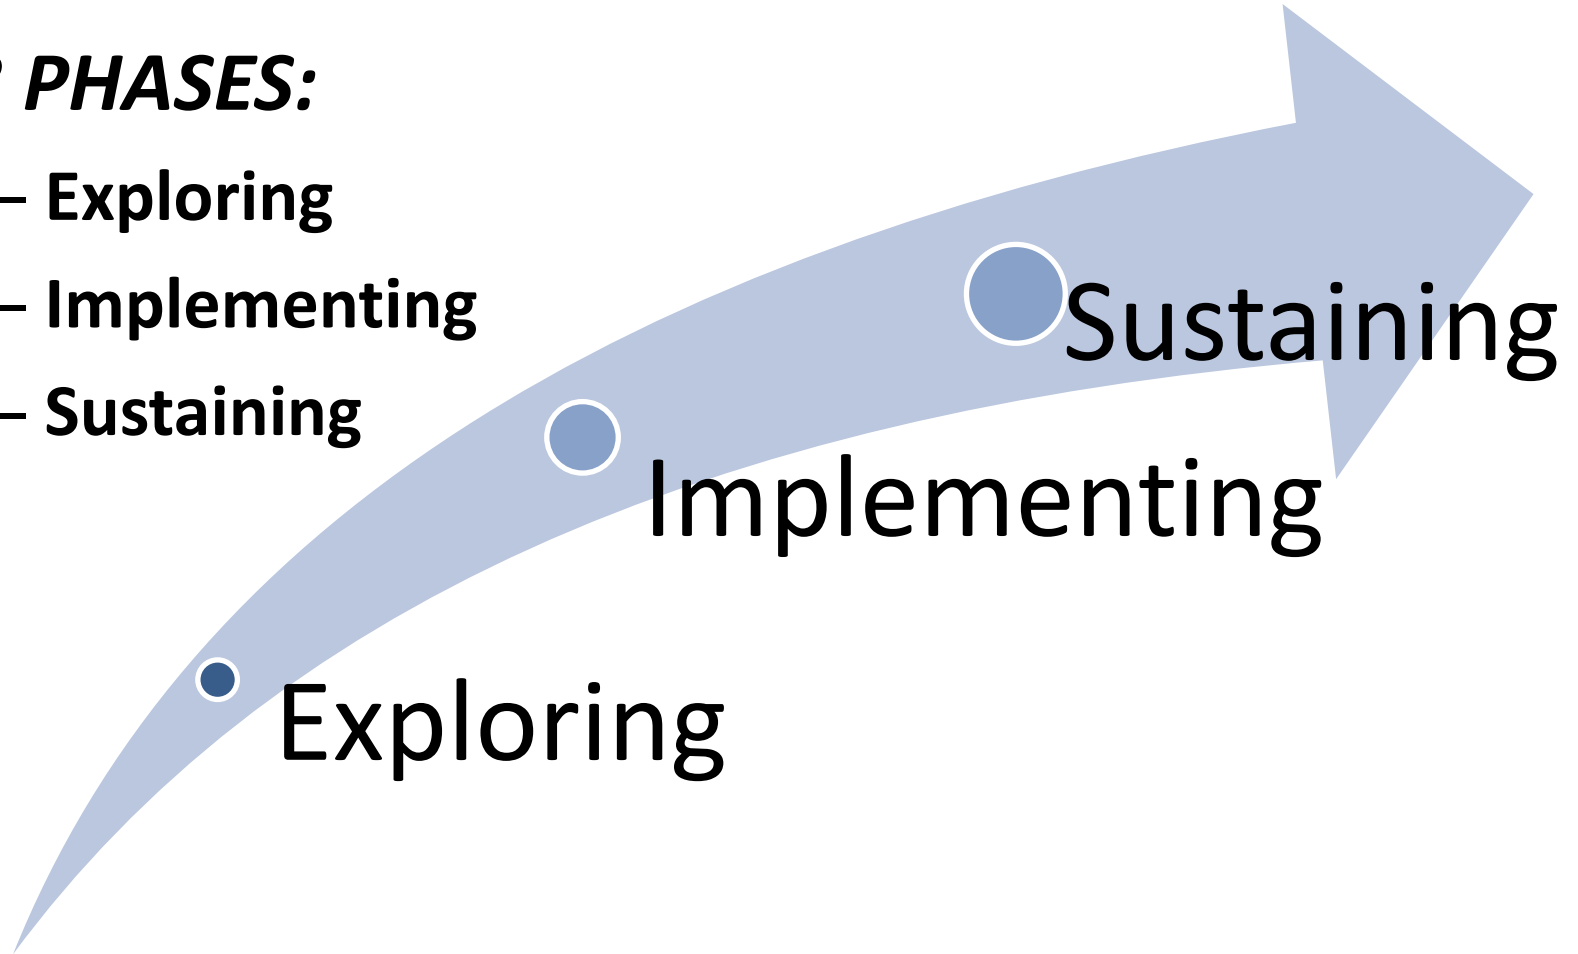 PHASES:
– Exploring
– Implementing
– Sustaining
Sustaining
Implementing
Exploring